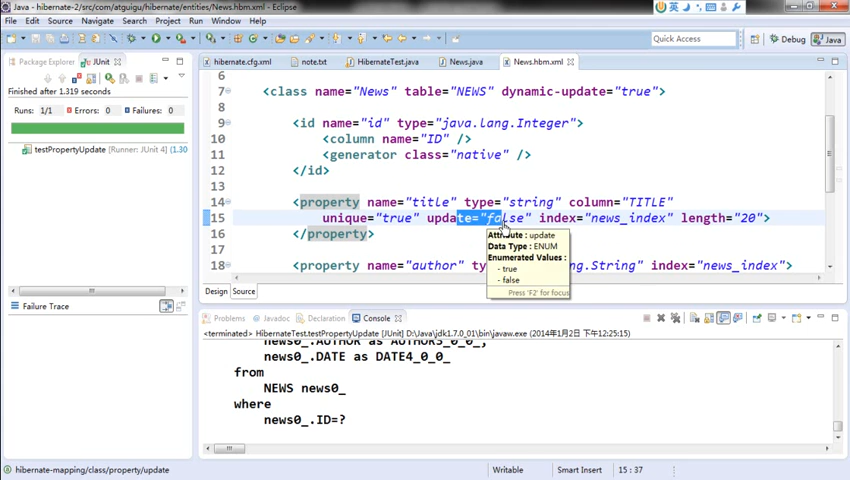 Java - hibernate-2/src/com/atguigu/hibernate/entities/News.hbm.xml - Eclipse
英
File Edit Source Navigate Search Project Run Window Help
Quick Access
Debug
Java
Package Explorer
JUnit
Finished after 1.319 seconds
Runs: 1/1
Errors: 0
Failures: 0
testPropertyUpdate [Runner: JUnit 4] (1.30
Failure Trace
hibernate.cfg.xml
note.txt
HibernateTest.java
News.java
News.hbm.xml
6
7 <class name="News" table="NEWS" dynamic-update="true">
8
9 <id name="id" type="java.lang.Integer">
10 <column name="ID" />
11 <generator class="native" />
12 </id>
13
14 <property name="title" type="string" column="TITLE"
15 unique="true" update="false" index="news_index" length="20">
16 </property>
17
18 <property name="author" ty
ng.String" index="news_index">
Attribute : update
Data Type : ENUM
Enumerated Values :
- true
- false
Press 'F2' for focus
Design Source
Problems
Javadoc
Declaration
Console
<terminated> HibernateTest.testPropertyUpdate [JUnit] D:\Java\jdk1.7.0_01\bin\javaw.exe (2014年1月2日 下午12:25:15)
news0_.AUTHOR as AUTHOR3_0_0_,
news0_.DATE as DATE4_0_0_
from
NEWS news0_
where
news0_.ID=?
hibernate-mapping/class/property/update
Writable
Smart Insert
15 : 37